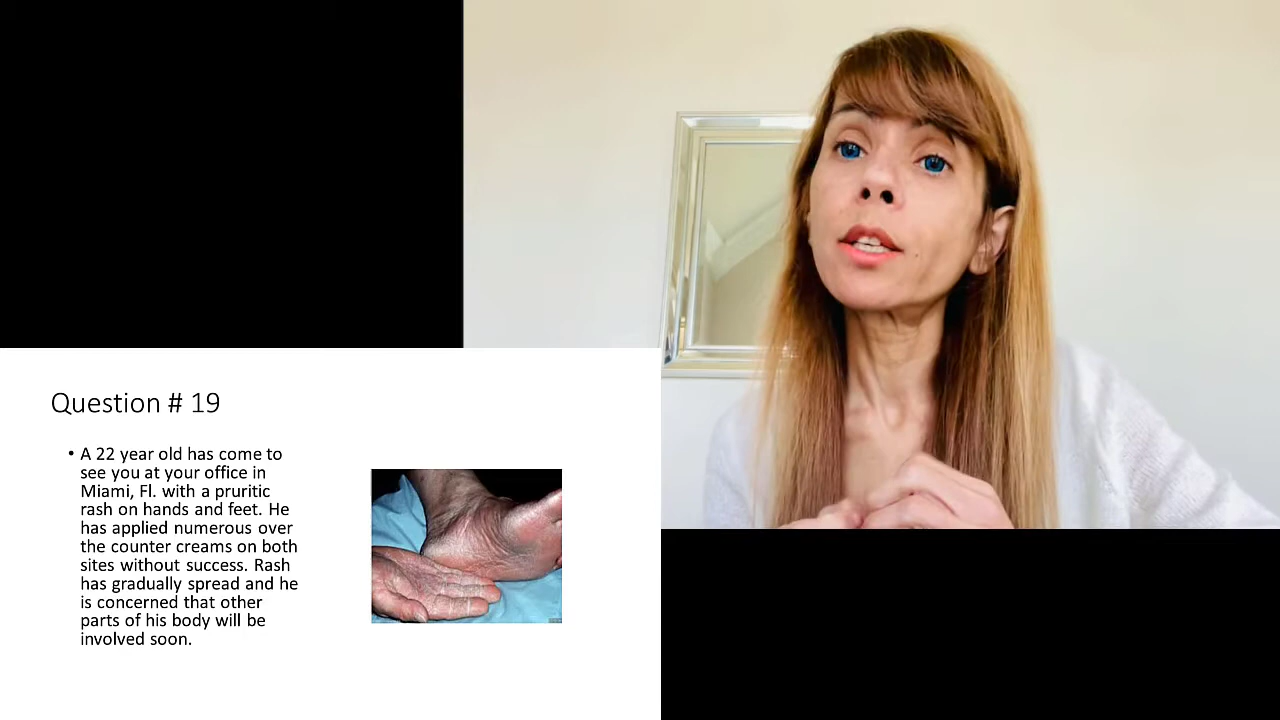 Question # 19
• A 22 year old has come to
see you at your office in
Miami, Fl. with a pruritic
rash on hands and feet. He
has applied numerous over
the counter creams on both
sites without success. Rash
has gradually spread and he
is concerned that other
parts of his body will be
involved soon.